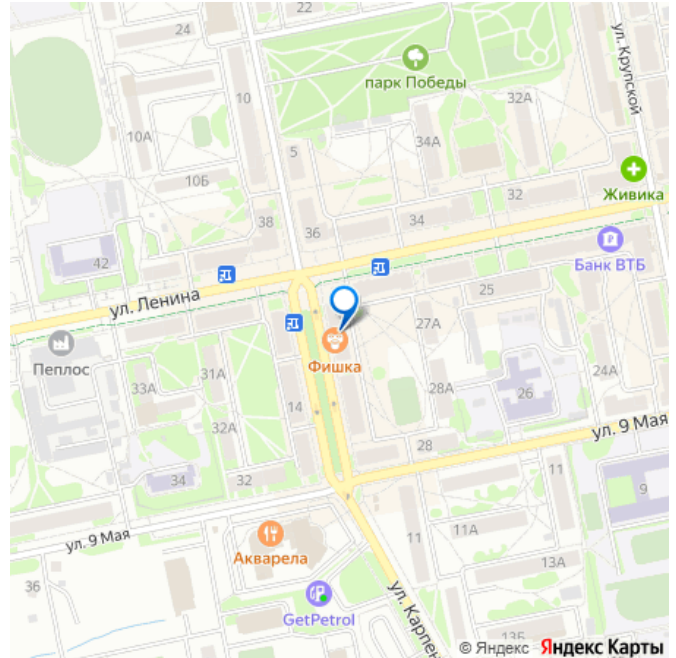 22
24
ул. Крупской
парк Победы
10
32А
10А
34А
5
10Б
32
Живика
38
36
34
42
Банк ВТБ
ул. Ленина
25
27А
Пеплос
Фишка
31А
33А
28А
24А
26
14
32А
ул. 9 Мая
28
34
32
11
9
ул. 9 Мая
11А
11
Акварела
13А
36
GetPetrol
ул. Карпен
13Б
© Яндекс Яндекс Карты